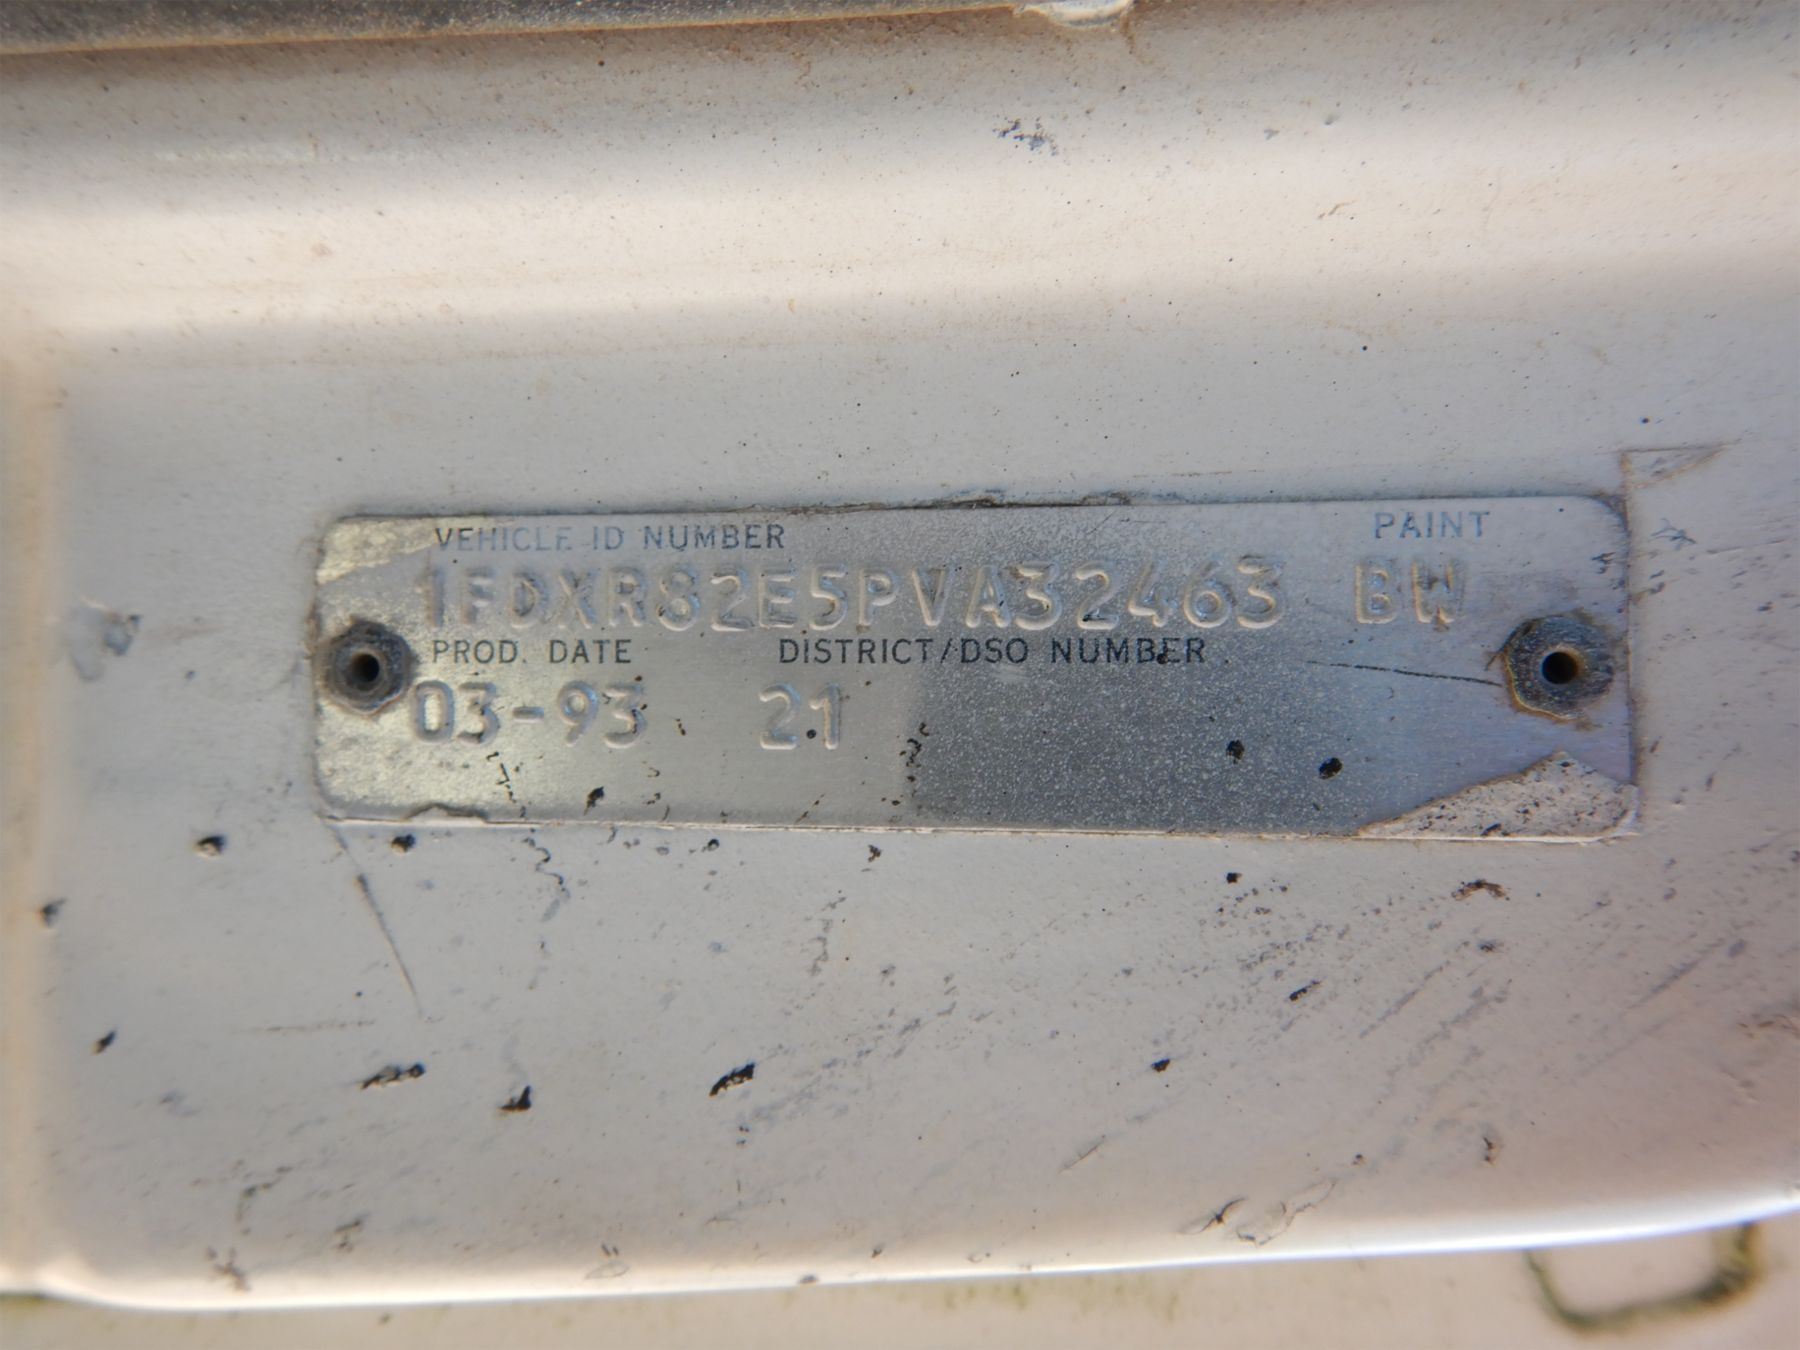 VEHICLE ID NUMBER PAINT
1FDXR82E5PVA32463 BW
PROD. DATE DISTRICT/DSO NUMBER
03-93 21